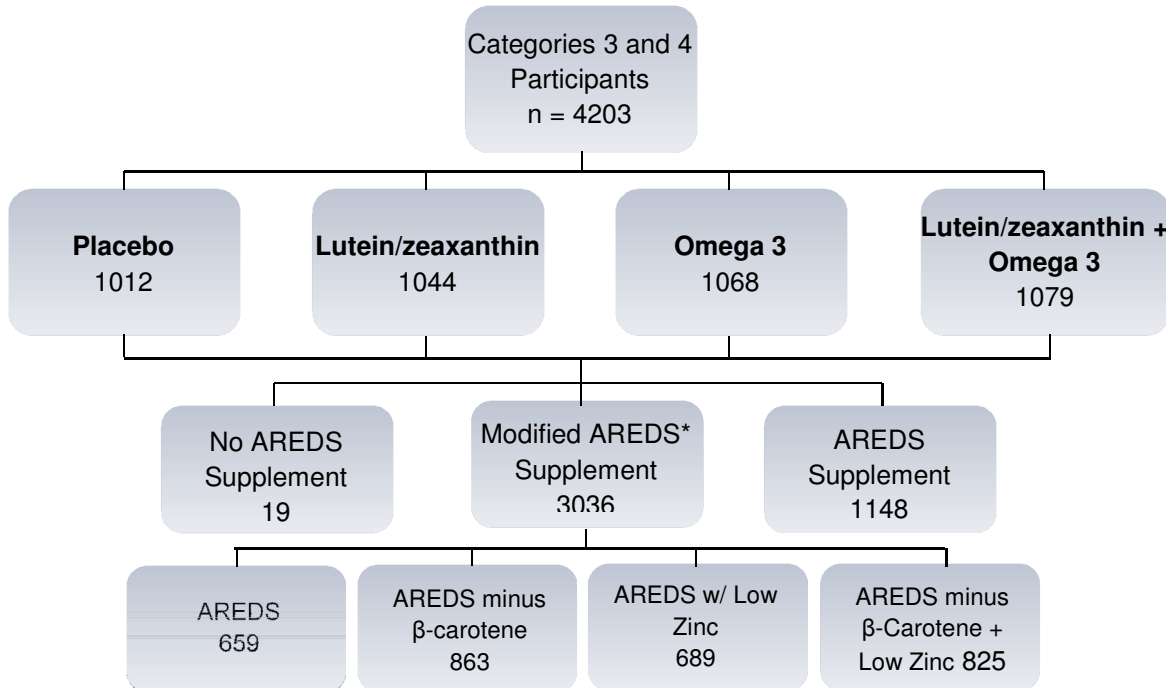 Categories 3 and 4
Participants
n = 4203
Placebo
1012
Lutein/zeaxanthin
1044
Omega 3
1068
Lutein/zeaxanthin +
Omega 3
1079
No AREDS
Supplement
19
Modified AREDS*
Supplement
3036
AREDS
Supplement
1148
AREDS
659
AREDS minus
β-carotene
863
AREDS w/ Low
Zinc
689
AREDS minus
β-Carotene +
Low Zinc 825